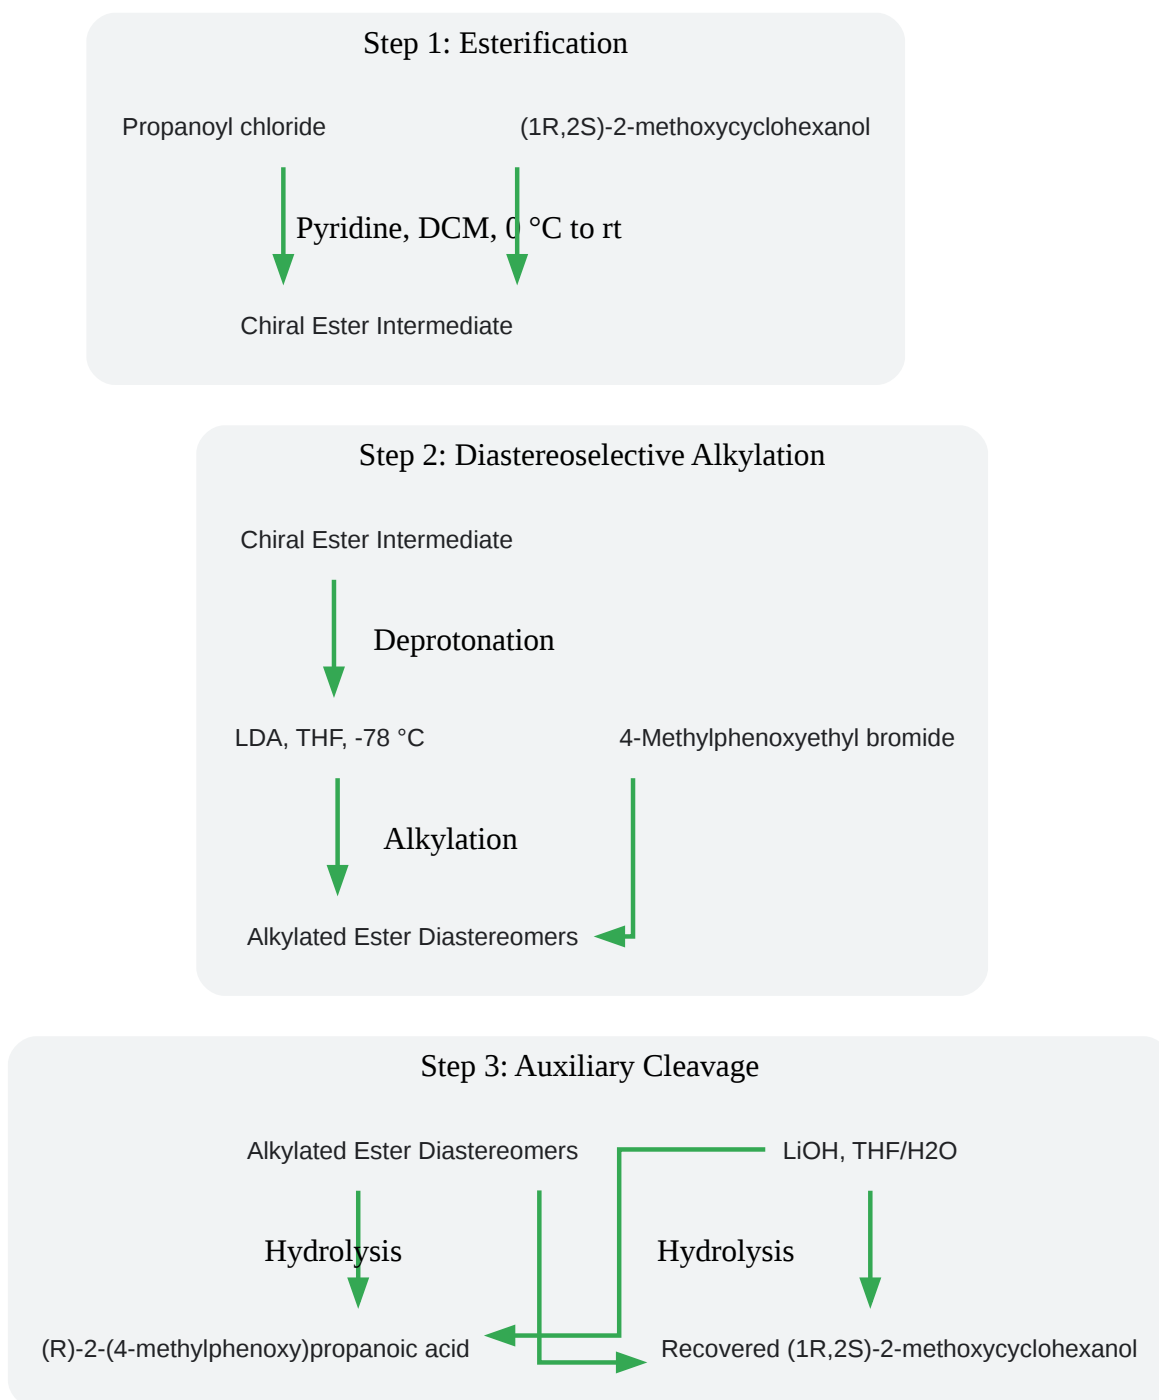 Step 1: Esterification
Propanoyl chloride
(1R,2S)-2-methoxycyclohexanol
Pyridine, DCM, 0 °C to rt
Chiral Ester Intermediate
Step 2: Diastereoselective Alkylation
Chiral Ester Intermediate
Deprotonation
LDA, THF, -78 °C
4-Methylphenoxyethyl bromide
Alkylation
Alkylated Ester Diastereomers
Step 3: Auxiliary Cleavage
Alkylated Ester Diastereomers
LiOH, THF/H2O
Hydrolysis
Hydrolysis
(R)-2-(4-methylphenoxy)propanoic acid
Recovered (1R,2S)-2-methoxycyclohexanol